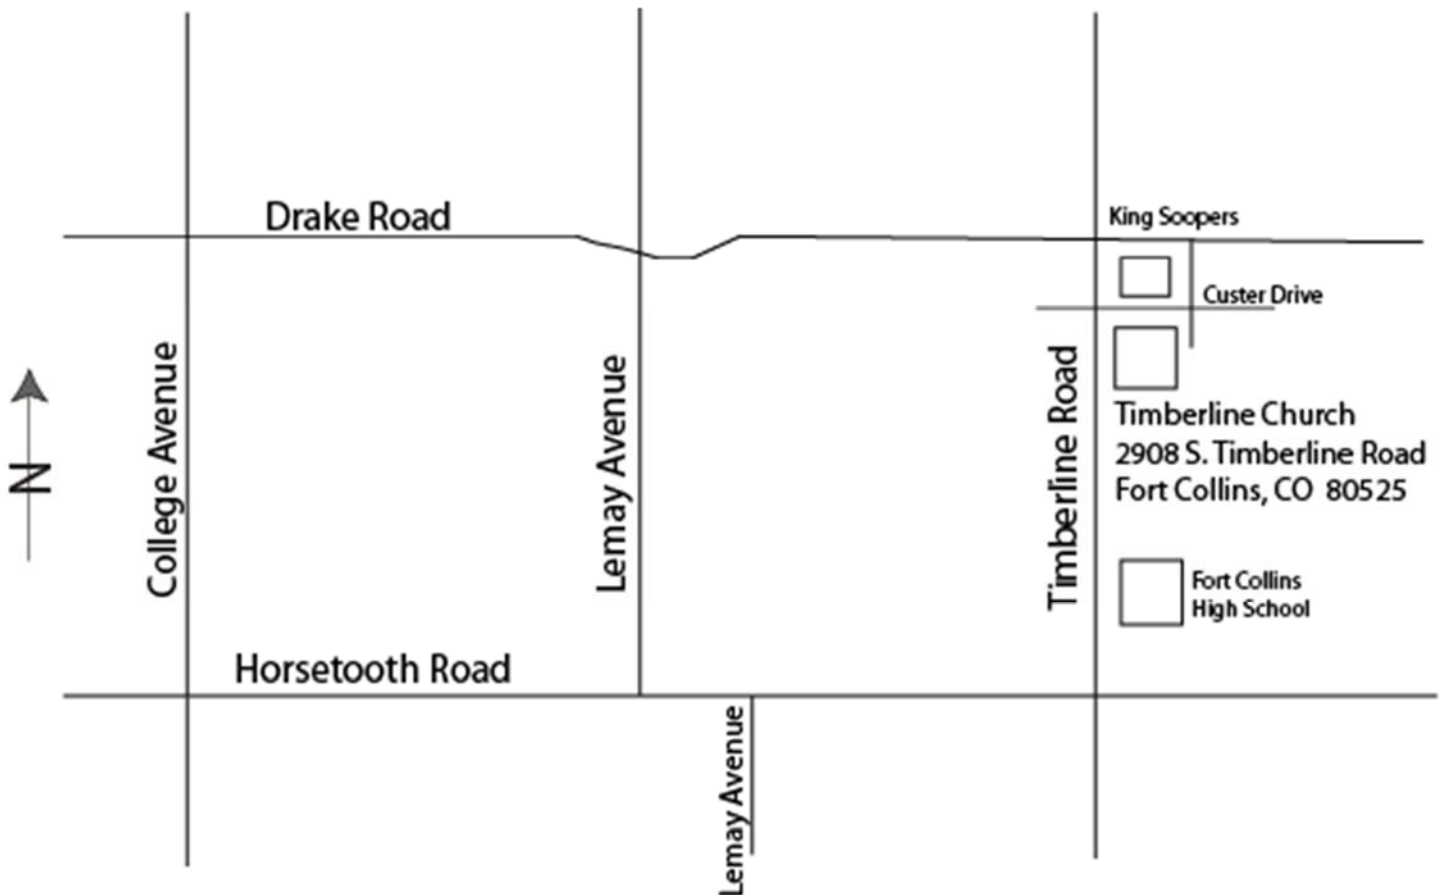 Drake Road
King Soopers
Custer Drive
College Avenue
Lemay Avenue
Timberline Road
N
Timberline Church
2908 S. Timberline Road
Fort Collins, CO 80525
Fort Collins
High School
Horsetooth Road
Lemay Avenue